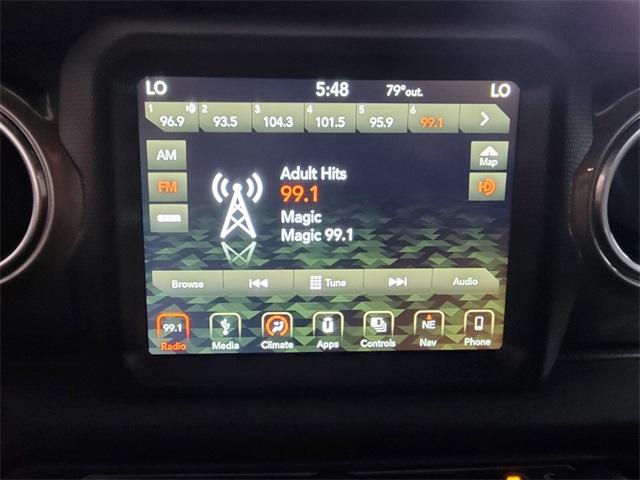 LO 5:48 79°out. LO
1 96.9 2 93.5 3 104.3 4 101.5 5 95.9 6 99.1
AM
Map
FM
Adult Hits
99.1
sxm
Magic
Magic 99.1
Browse Tune Audio
99.1 NE
Radio Media Climate Apps Controls Nav Phone